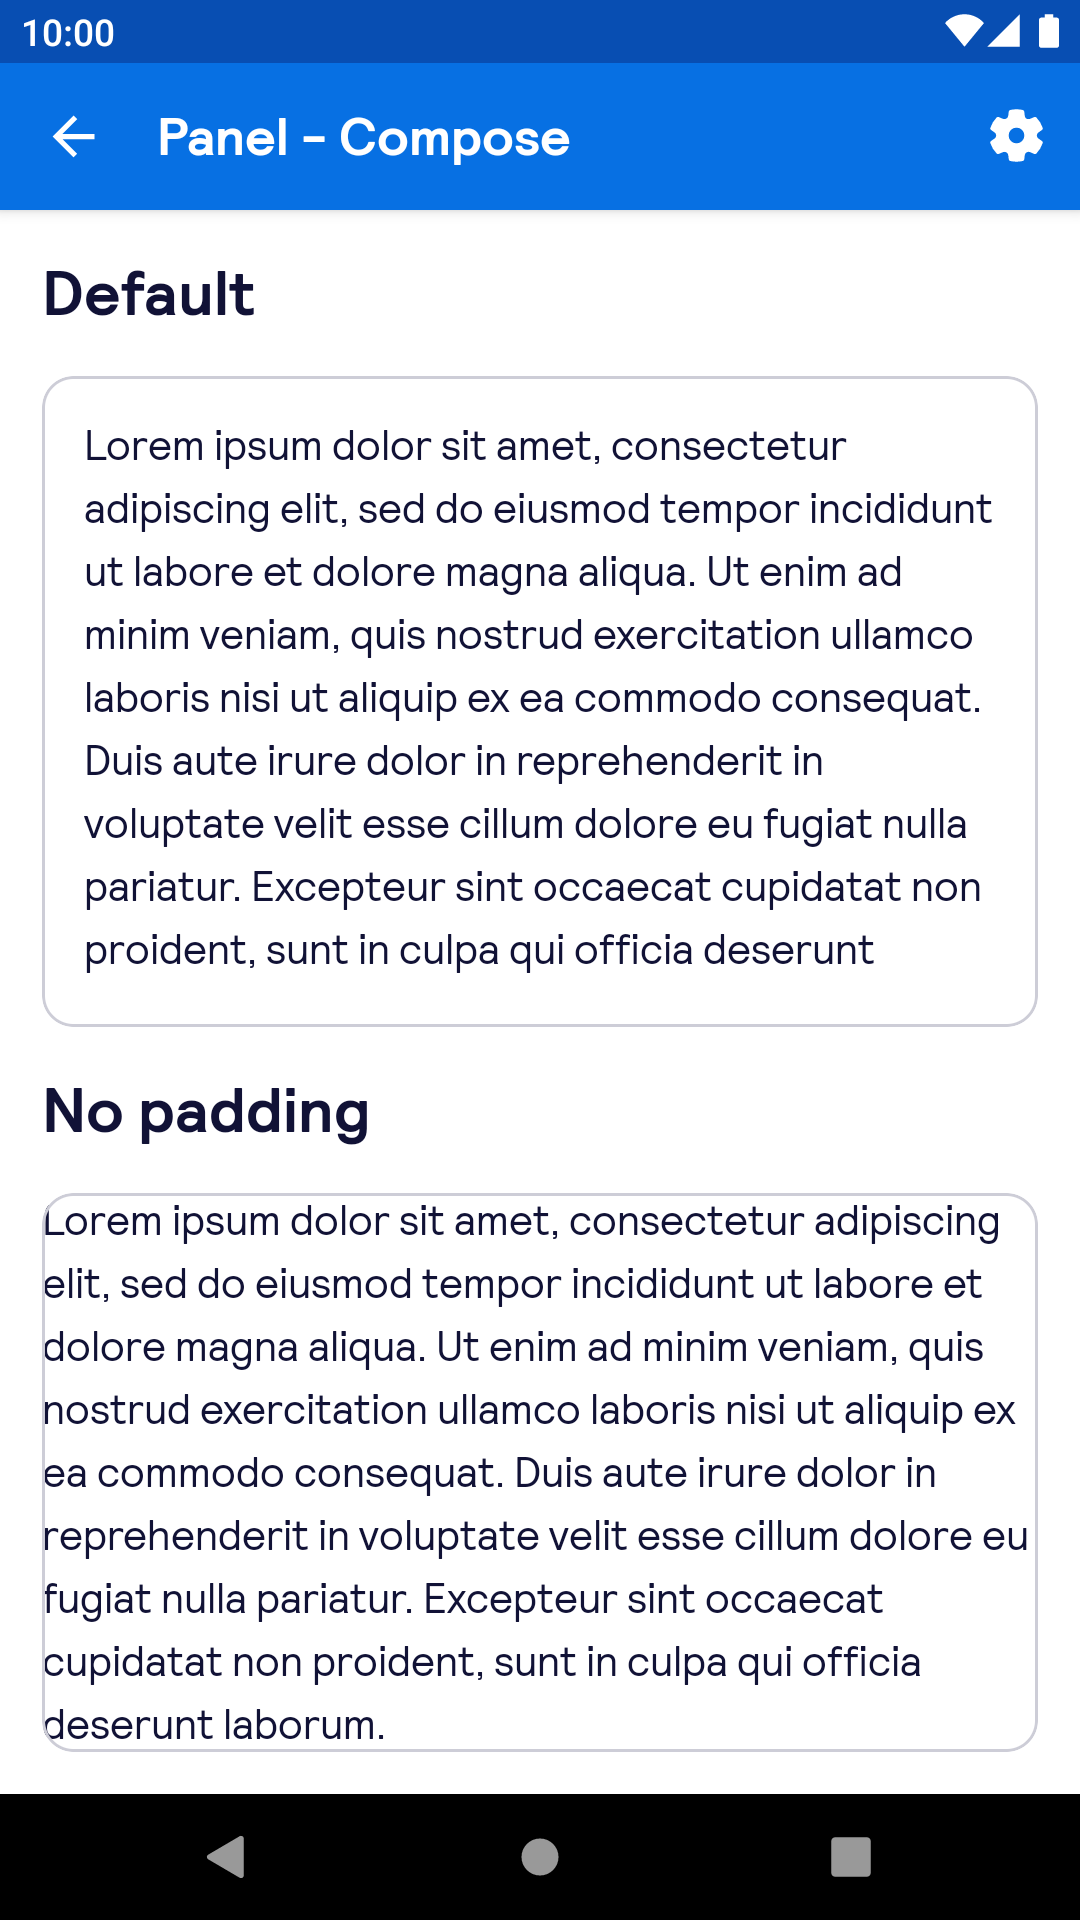 10:00
Panel - Compose
Default
Lorem ipsum dolor sit amet, consectetur
adipiscing elit, sed do eiusmod tempor incididunt
ut labore et dolore magna aliqua. Ut enim ad
minim veniam, quis nostrud exercitation ullamco
laboris nisi ut aliquip ex ea commodo consequat.
Duis aute irure dolor in reprehenderit in
voluptate velit esse cillum dolore eu fugiat nulla
pariatur. Excepteur sint occaecat cupidatat non
proident, sunt in culpa qui officia deserunt
No padding
Lorem ipsum dolor sit amet, consectetur adipiscing
elit, sed do eiusmod tempor incididunt ut labore et
dolore magna aliqua. Ut enim ad minim veniam, quis
nostrud exercitation ullamco laboris nisi ut aliquip ex
ea commodo consequat. Duis aute irure dolor in
reprehenderit in voluptate velit esse cillum dolore eu
fugiat nulla pariatur. Excepteur sint occaecat
cupidatat non proident, sunt in culpa qui officia
deserunt laborum.